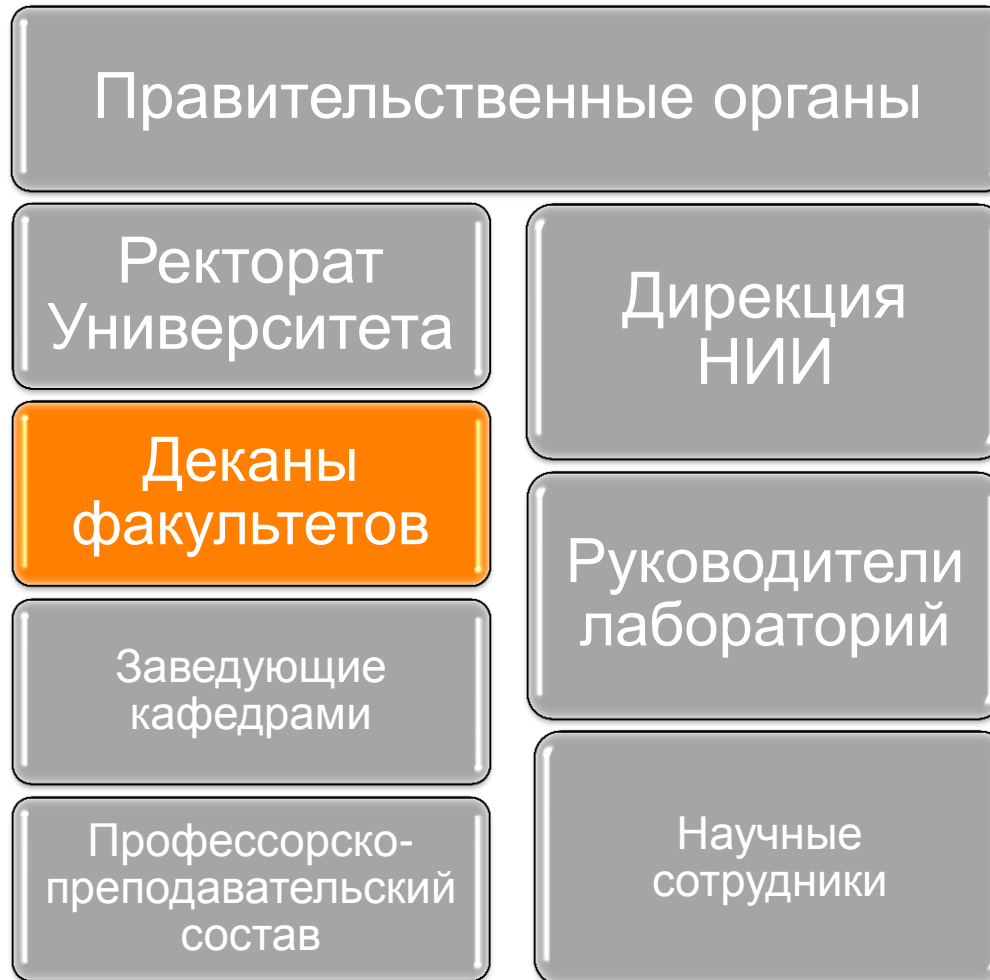 Правительственные органы
Ректорат
Университета
Деканы
факультетов
Заведующие
кафедрами
Профессорско-
преподавательский
состав
Дирекция
НИИ
Руководители
лабораторий
Научные
сотрудники